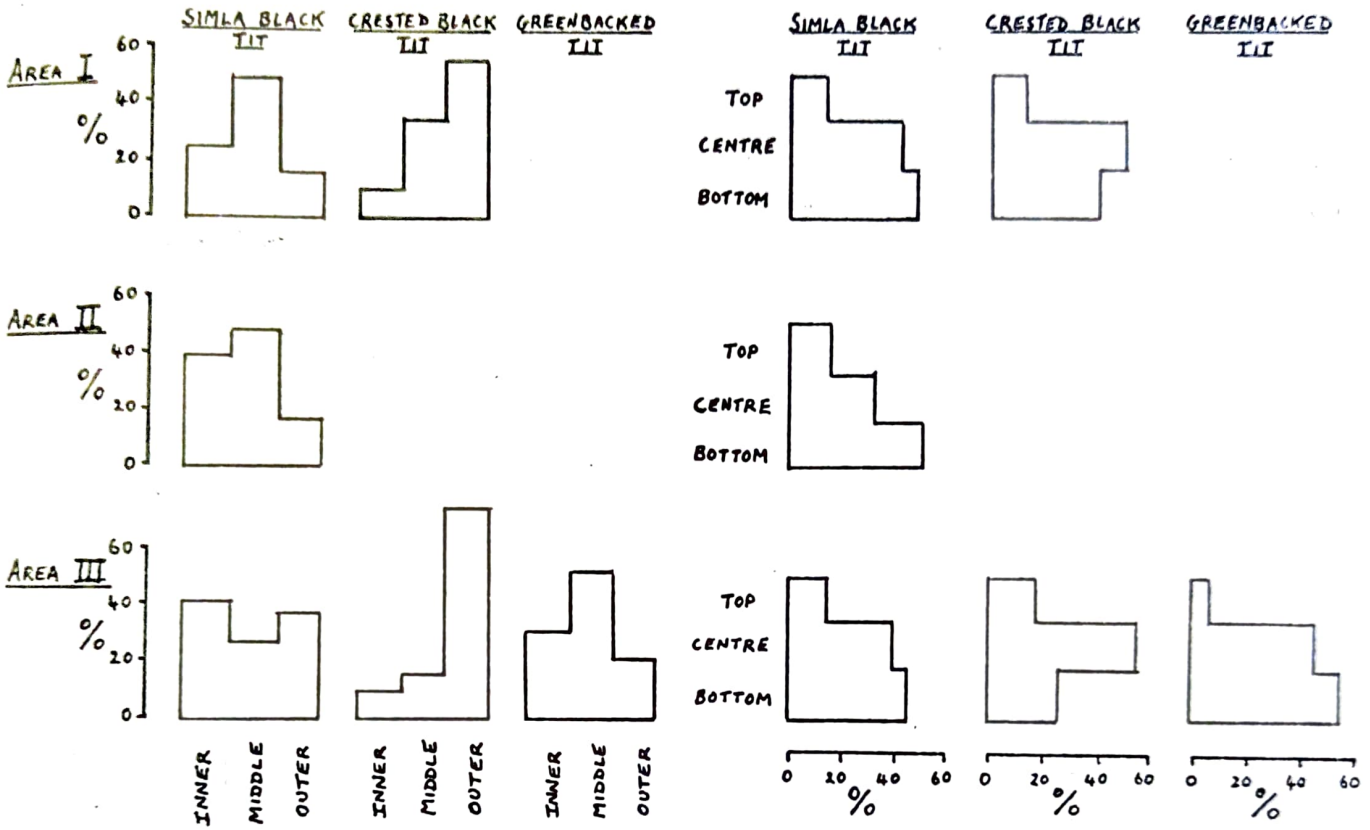 SIMLA BLACK TIT
CRESTED BLACK TIT
GREENBACKED TIT
SIMLA BLACK TIT
CRESTED BLACK TIT
GREENBACKED TIT
AREA I
60
40
%
20
0
TOP
CENTRE
BOTTOM
AREA II
60
40
%
20
0
TOP
CENTRE
BOTTOM
AREA III
60
40
%
20
0
TOP
CENTRE
BOTTOM
INNER
MIDDLE
OUTER
INNER
MIDDLE
OUTER
INNER
MIDDLE
OUTER
0 20 40 60
%
0 20 40 60
%
0 20 40 60
%